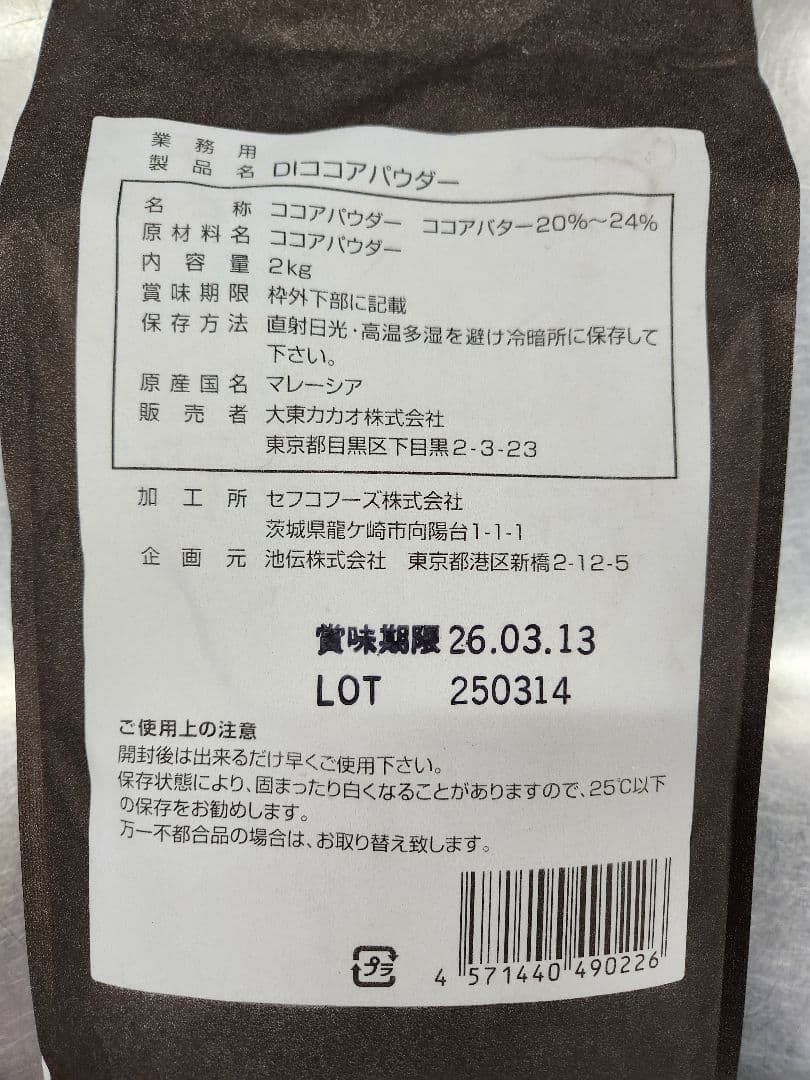 業務用
製品名 DIココアパウダー
名称 ココアパウダー ココアバター20%～24%
原材料名 ココアパウダー
内容量 2kg
賞味期限 枠外下部に記載
保存方法 直射日光・高温多湿を避け冷暗所に保存して
下さい。
原産国名 マレーシア
販売者 大東カカオ株式会社
東京都目黒区下目黒2-3-23
加工所 セフコフーズ株式会社
茨城県龍ケ崎市向陽台1-1-1
企画元 池伝株式会社 東京都港区新橋2-12-5
賞味期限 26.03.13
LOT 250314
ご使用上の注意
開封後は出来るだけ早くご使用下さい。
保存状態により、固まったり白くなることがありますので、25℃以下
の保存をお勧めします。
万一不都合品の場合は、お取り替え致します。
プラ
4 571440 490226